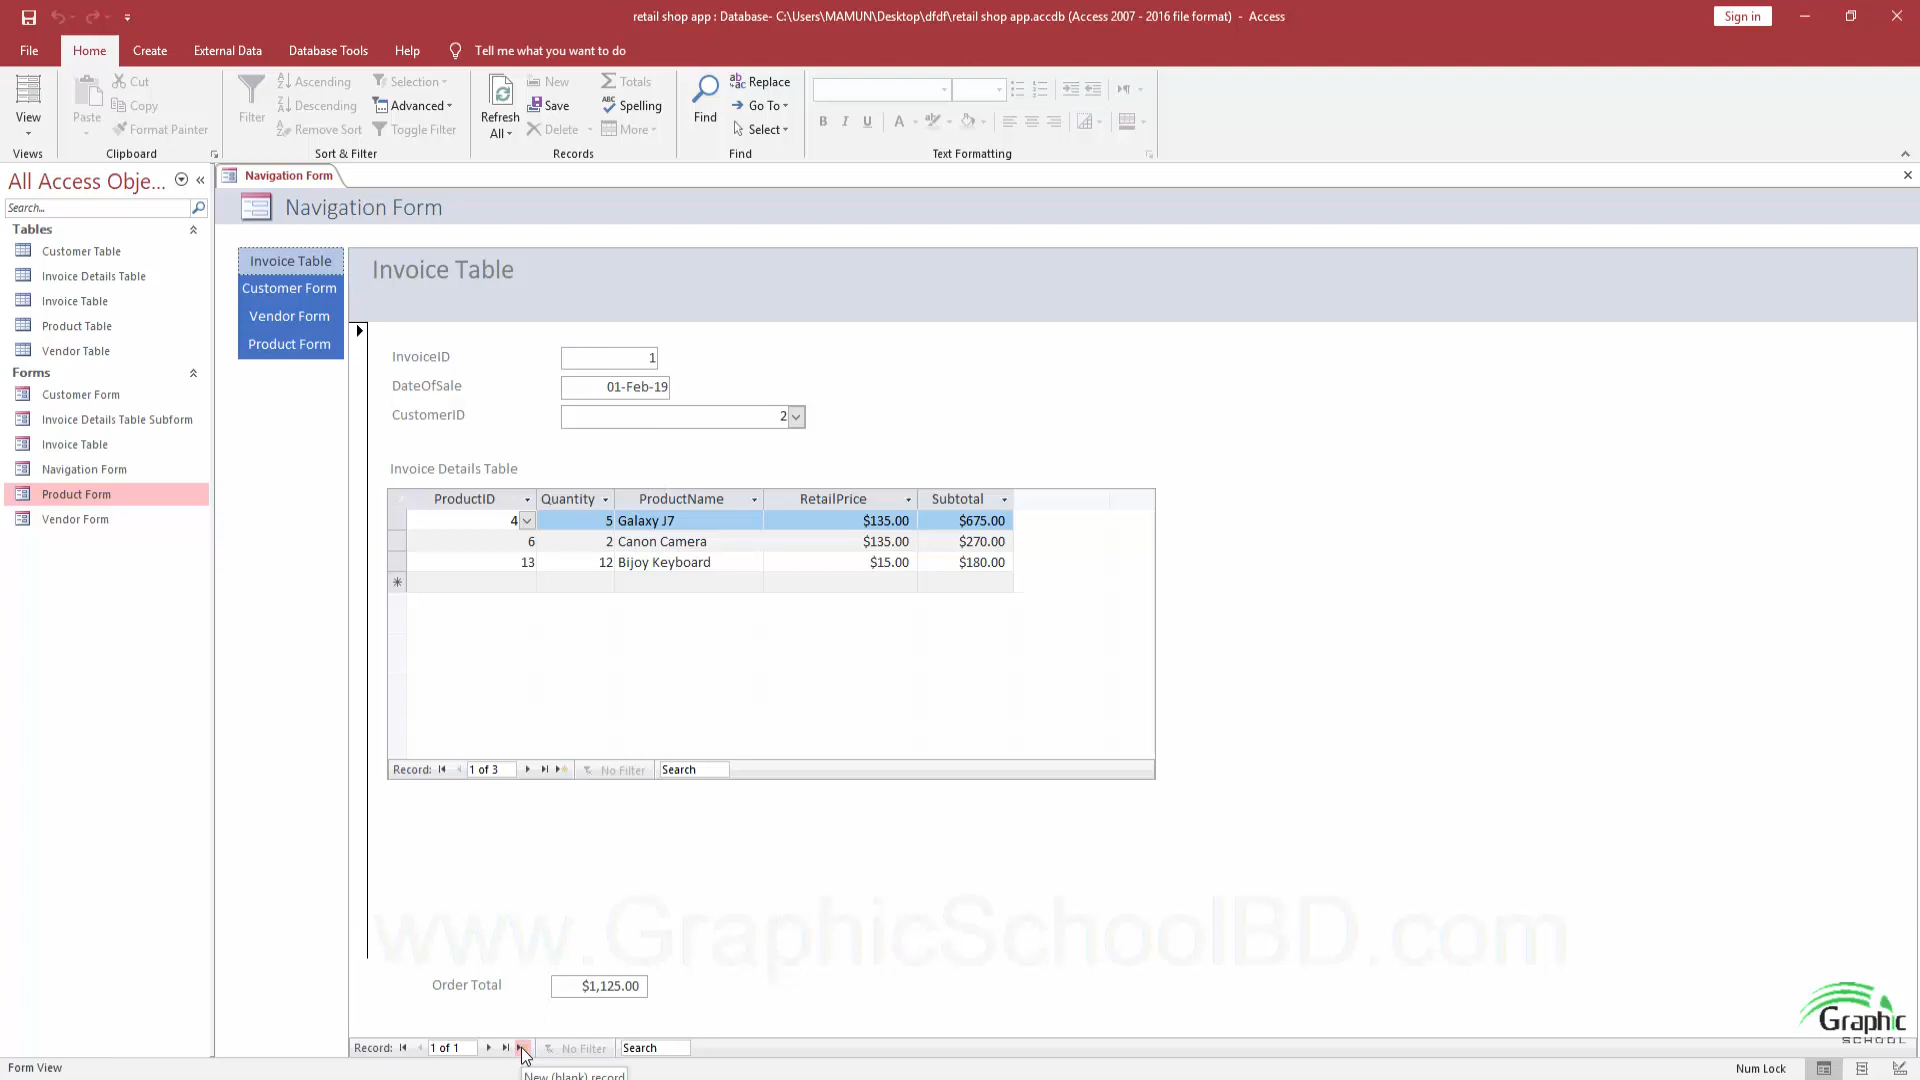 retail shop app : Database- C:\Users\MAMUN\Desktop\dfdf\retail shop app.accdb (Access 2007 - 2016 file format) - Access
Sign in
File Home Create External Data Database Tools Help Tell me what you want to do
View
Views
Paste
Cut
Copy
Format Painter
Clipboard
Filter
Ascending
Descending
Remove Sort
Selection
Advanced
Toggle Filter
Sort & Filter
Refresh
All
New
Save
Delete
Totals
Spelling
More
Records
Find
Replace
Go To
Select
Find
B I U A
Text Formatting
All Access Obje...
Search...
Tables
Customer Table
Invoice Details Table
Invoice Table
Product Table
Vendor Table
Forms
Customer Form
Invoice Details Table Subform
Invoice Table
Navigation Form
Product Form
Vendor Form
Navigation Form
Navigation Form
Invoice Table
Customer Form
Vendor Form
Product Form
Invoice Table
InvoiceID 1
DateOfSale 01-Feb-19
CustomerID 2
Invoice Details Table
ProductID Quantity ProductName RetailPrice Subtotal
4 5 Galaxy J7 $135.00 $675.00
6 2 Canon Camera $135.00 $270.00
13 12 Bijoy Keyboard $15.00 $180.00
Record: 1 of 3 No Filter Search
www.GraphicSchoolBD.com
Order Total $1,125.00
Graphic
SCHOOL
Record: 1 of 1 No Filter Search
New (blank) record
Form View
Num Lock